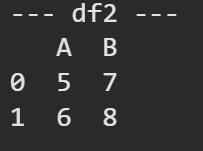 --- df2 ---
   A  B
0  5  7
1  6  8